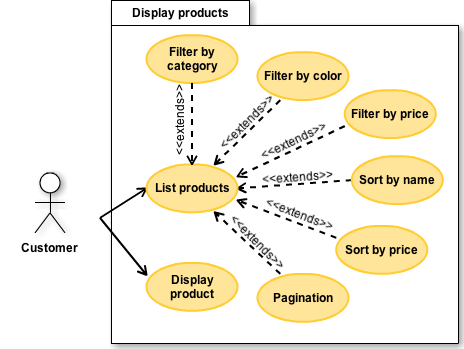 Display products
Filter by
category
Filter by color
Filter by price
Sort by name
Sort by price
Pagination
List products
Display
product
Customer
<<extends>>
<<extends>>
<<extends>>
<<extends>>
<<extends>>
<<extends>>